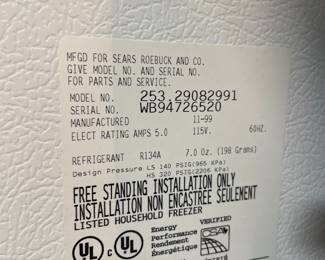 MFGD FOR SEARS ROEBUCK AND CO.
GIVE MODEL NO. AND SERIAL NO.
FOR PARTS AND SERVICE.
MODEL NO. 253.29082991
SERIAL NO. WB94726520
MANUFACTURED 11-99
ELECT RATING AMPS 5.0 115V. 60HZ.
REFRIGERANT R134A 7.0 Oz. (198 Grams)
Design Pressure LS 140 PSIG(965 KPa)
HS 320 PSIG(2206 KPa)
FREE STANDING INSTALLATION ONLY
INSTALLATION NON ENCASTREE SEULEMENT
LISTED HOUSEHOLD FREEZER
UL
c UL
Energy
Performance
Rendement
Énergétique
VERIFIED